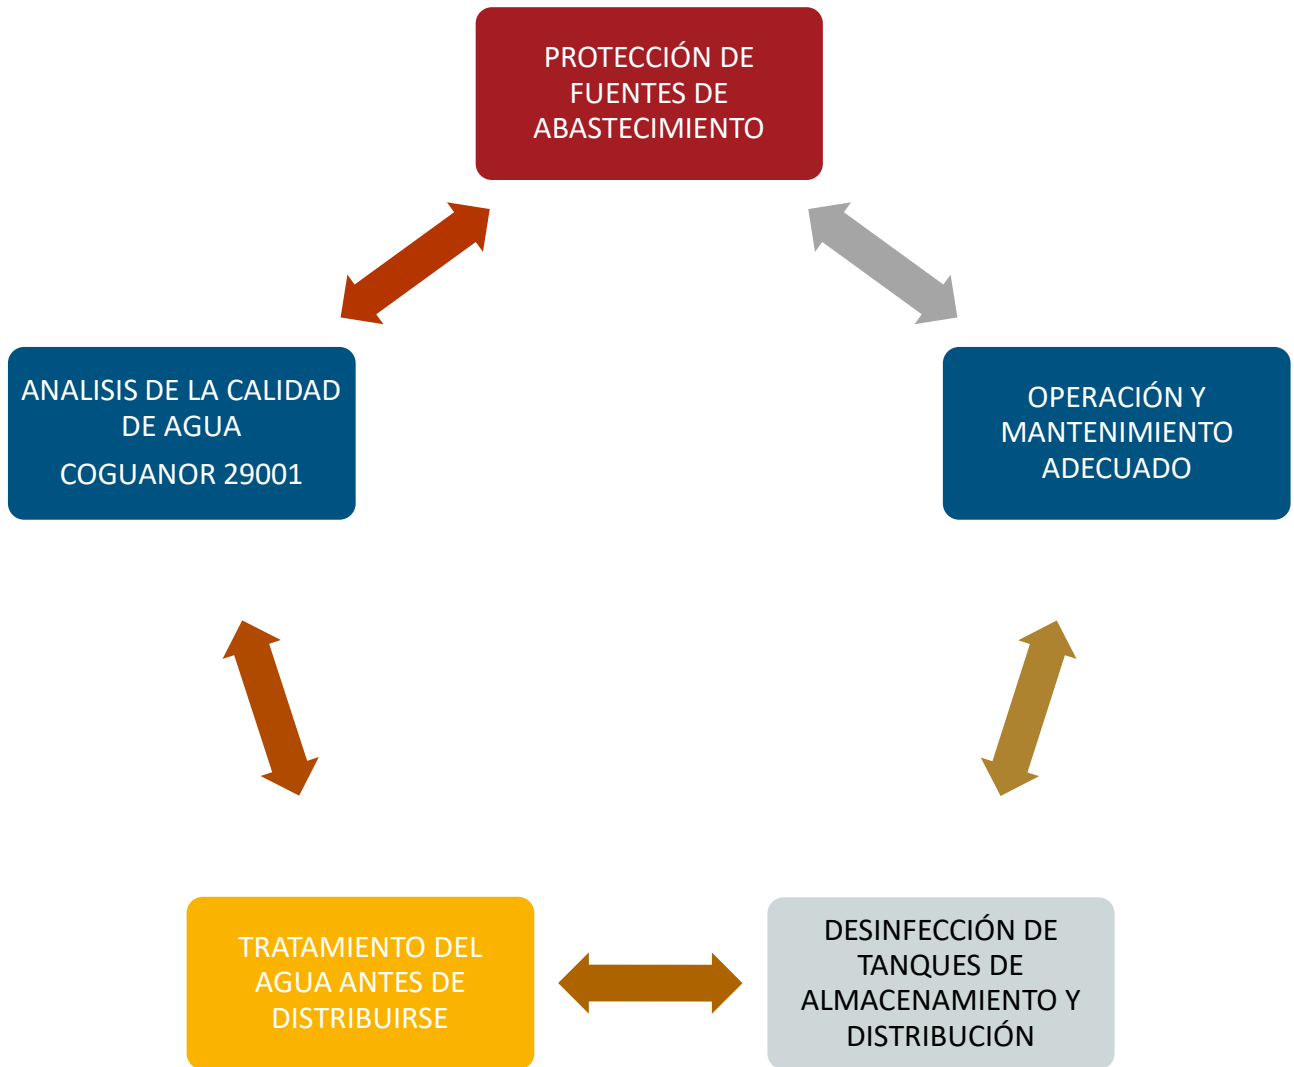 PROTECCIÓN DE
FUENTES DE
ABASTECIMIENTO
ANALISIS DE LA CALIDAD
DE AGUA
COGUANOR 29001
OPERACIÓN Y
MANTENIMIENTO
ADECUADO
TRATAMIENTO DEL
AGUA ANTES DE
DISTRIBUIRSE
DESINFECCIÓN DE
TANQUES DE
ALMACENAMIENTO Y
DISTRIBUCIÓN